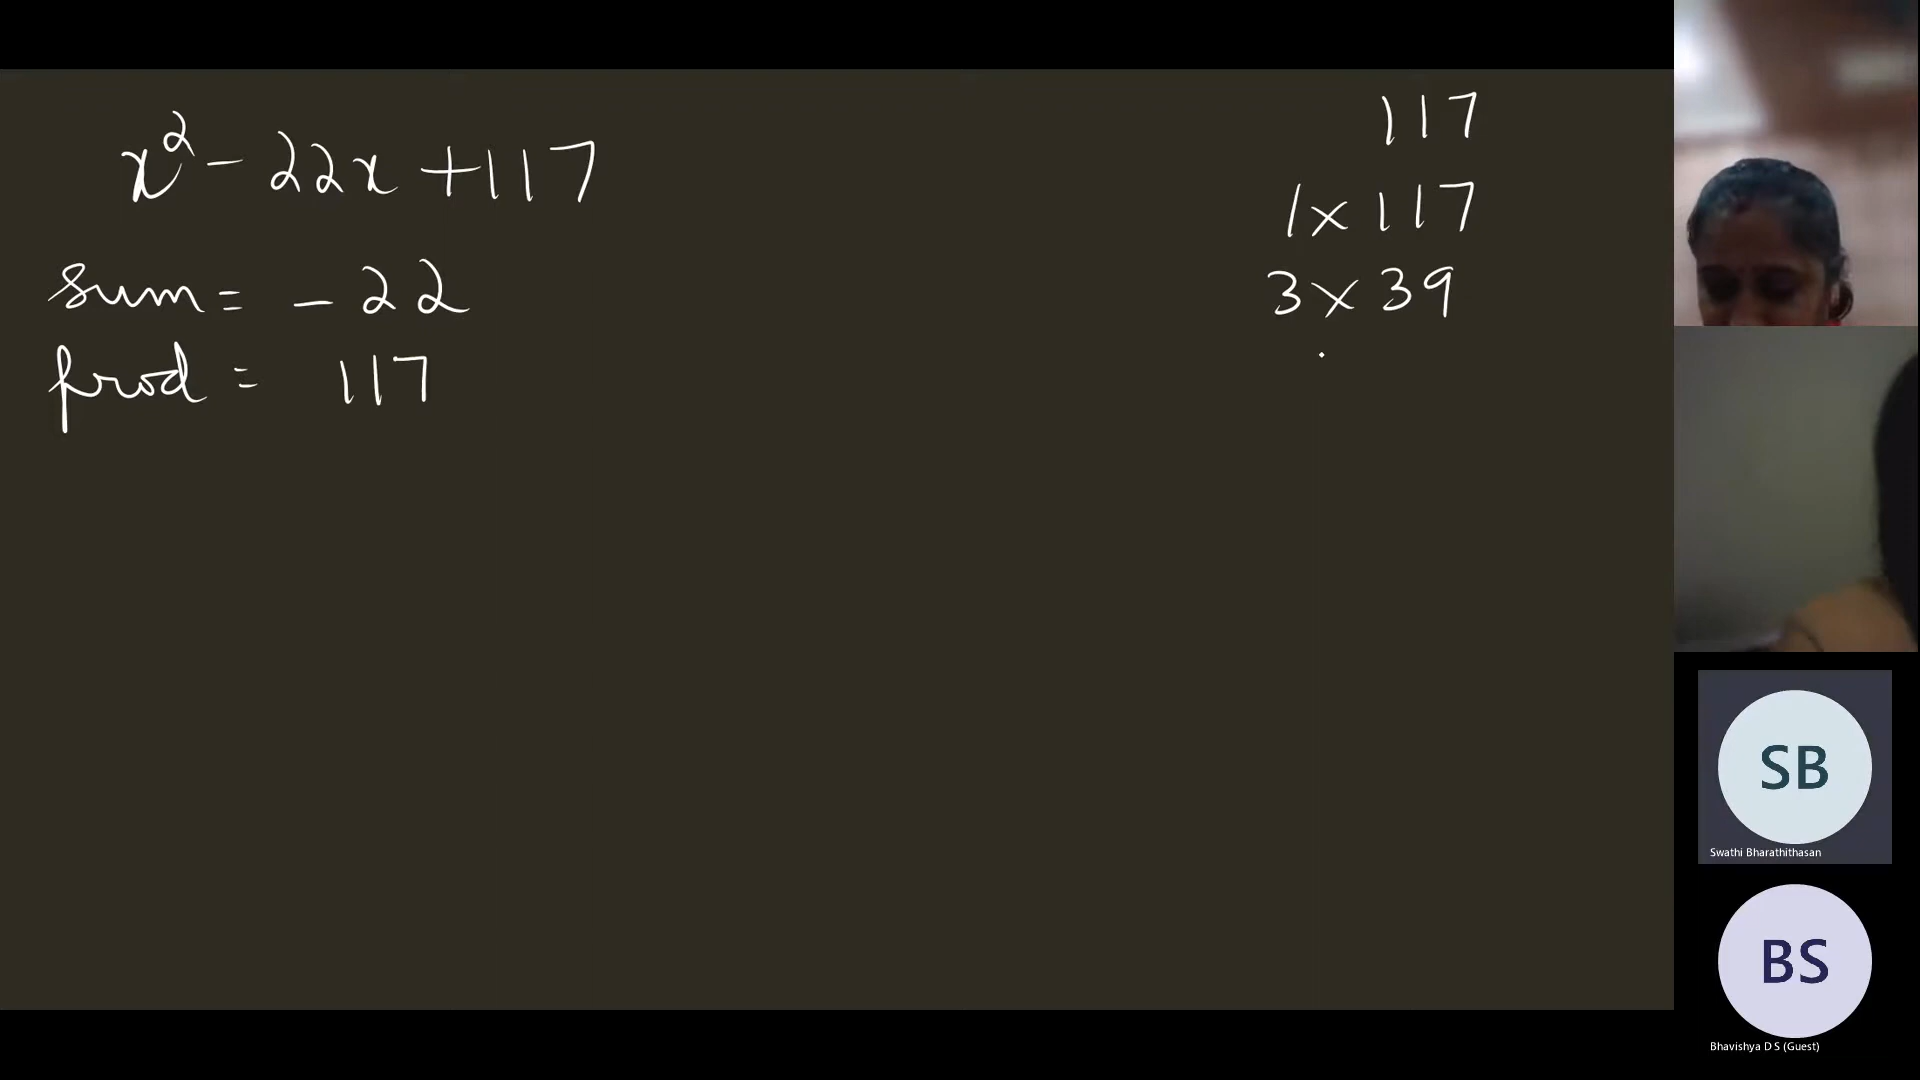 x² - 22x + 117
sum = - 22
prod = 117
117
1 x 117
3 x 39
SB
Swathi Bharathithasan
BS
Bhavishya D S (Guest)